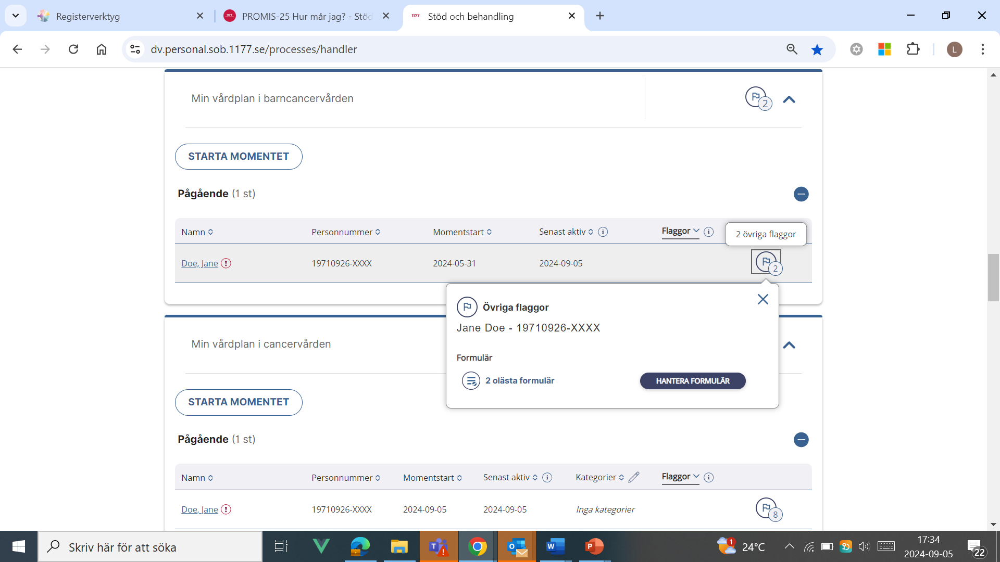 Registerverktyg
PROMIS-25 Hur mår jag? - Stöd
1177
Stöd och behandling
dv.personal.sob.1177.se/processes/handler
L
Min vårdplan i barncancervården
2
STARTA MOMENTET
Pågående (1 st)
Namn Personnummer Momentstart Senast aktiv Flaggor
2 övriga flaggor
Doe, Jane 19710926-XXXX 2024-05-31 2024-09-05 2
Övriga flaggor
Jane Doe - 19710926-XXXX
Formulär
2 olästa formulär HANTERA FORMULÄR
Min vårdplan i cancervården
STARTA MOMENTET
Pågående (1 st)
Namn Personnummer Momentstart Senast aktiv Kategorier Flaggor
Doe, Jane 19710926-XXXX 2024-09-05 2024-09-05 Inga kategorier 8
Skriv här för att söka
1
24°C
17:34
2024-09-05
22